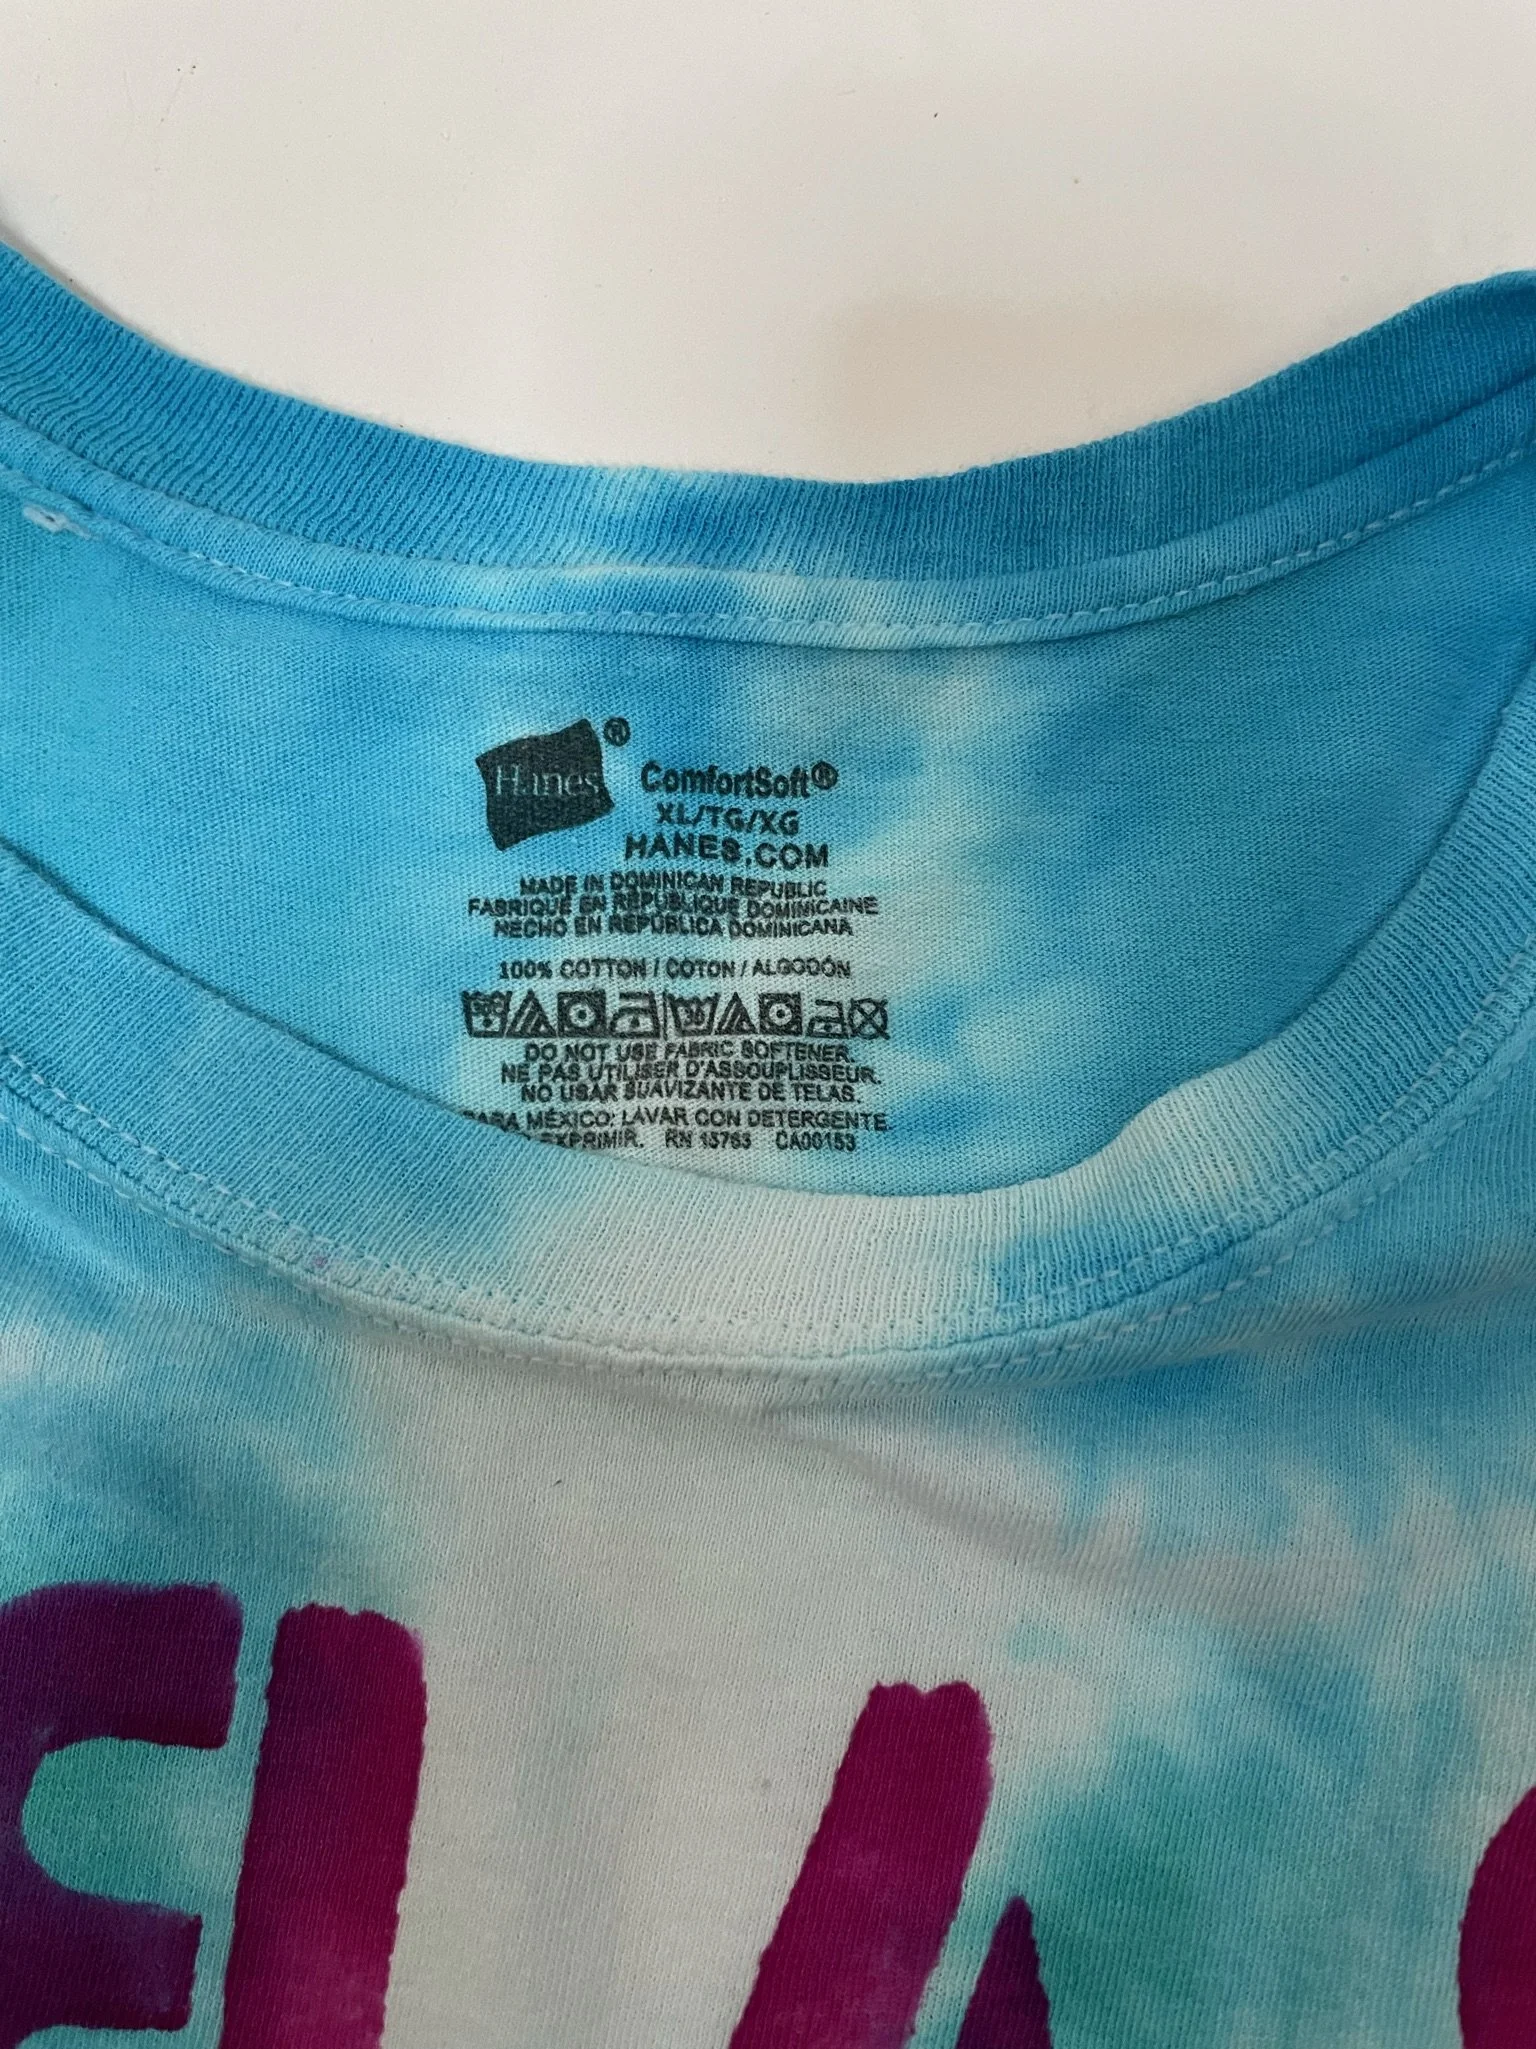 Hanes®
ComfortSoft®
XL/TG/XG
HANES.COM
MADE IN DOMINICAN REPUBLIC
FABRIQUÉ EN RÉPUBLIQUE DOMINICAINE
HECHO EN REPÚBLICA DOMINICANA
100% COTTON / COTON / ALGODÓN
DO NOT USE FABRIC SOFTENER.
NE PAS UTILISER D'ASSOUPLISSEUR.
NO USAR SUAVIZANTE DE TELAS.
PARA MÉXICO: LAVAR CON DETERGENTE.
EXPRIMIR. RN 15763 CA00153